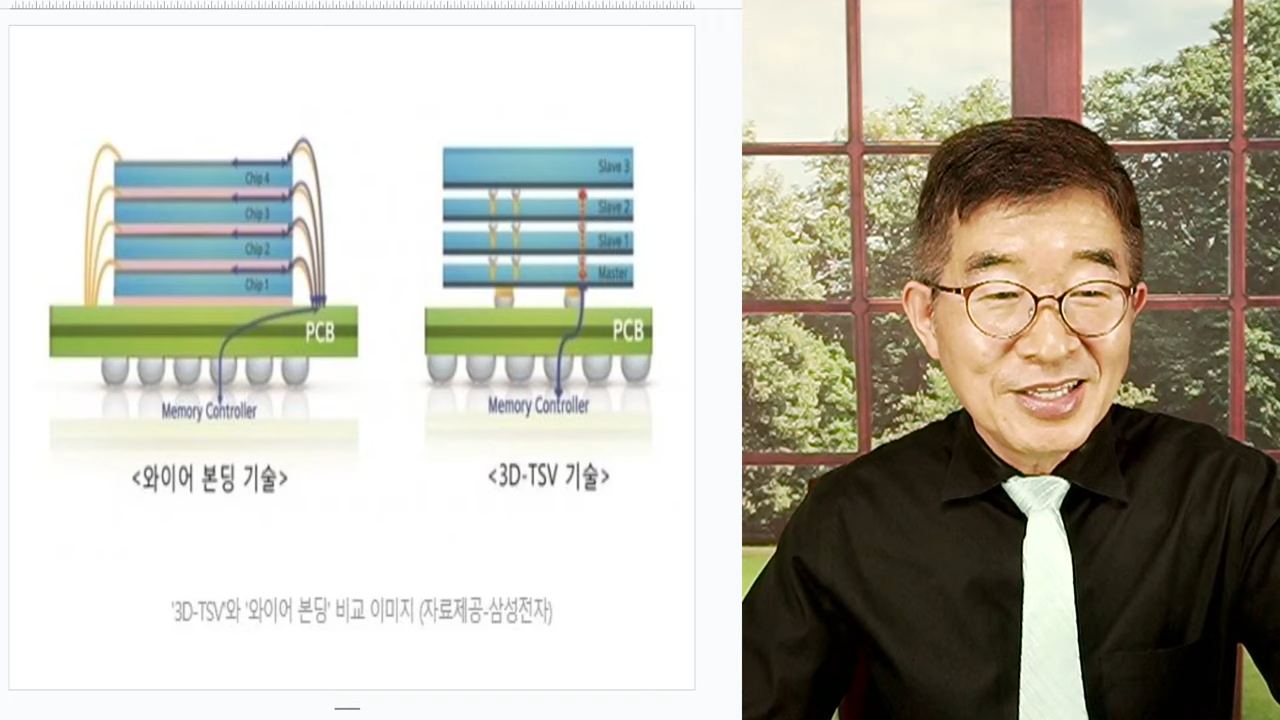 Chip 4
Chip 3
Chip 2
Chip 1
PCB
Memory Controller
<와이어 본딩 기술>
Slave 3
Slave 2
Slave 1
Master
PCB
Memory Controller
<3D-TSV 기술>
'3D-TSV'와 '와이어 본딩' 비교 이미지 (자료제공-삼성전자)